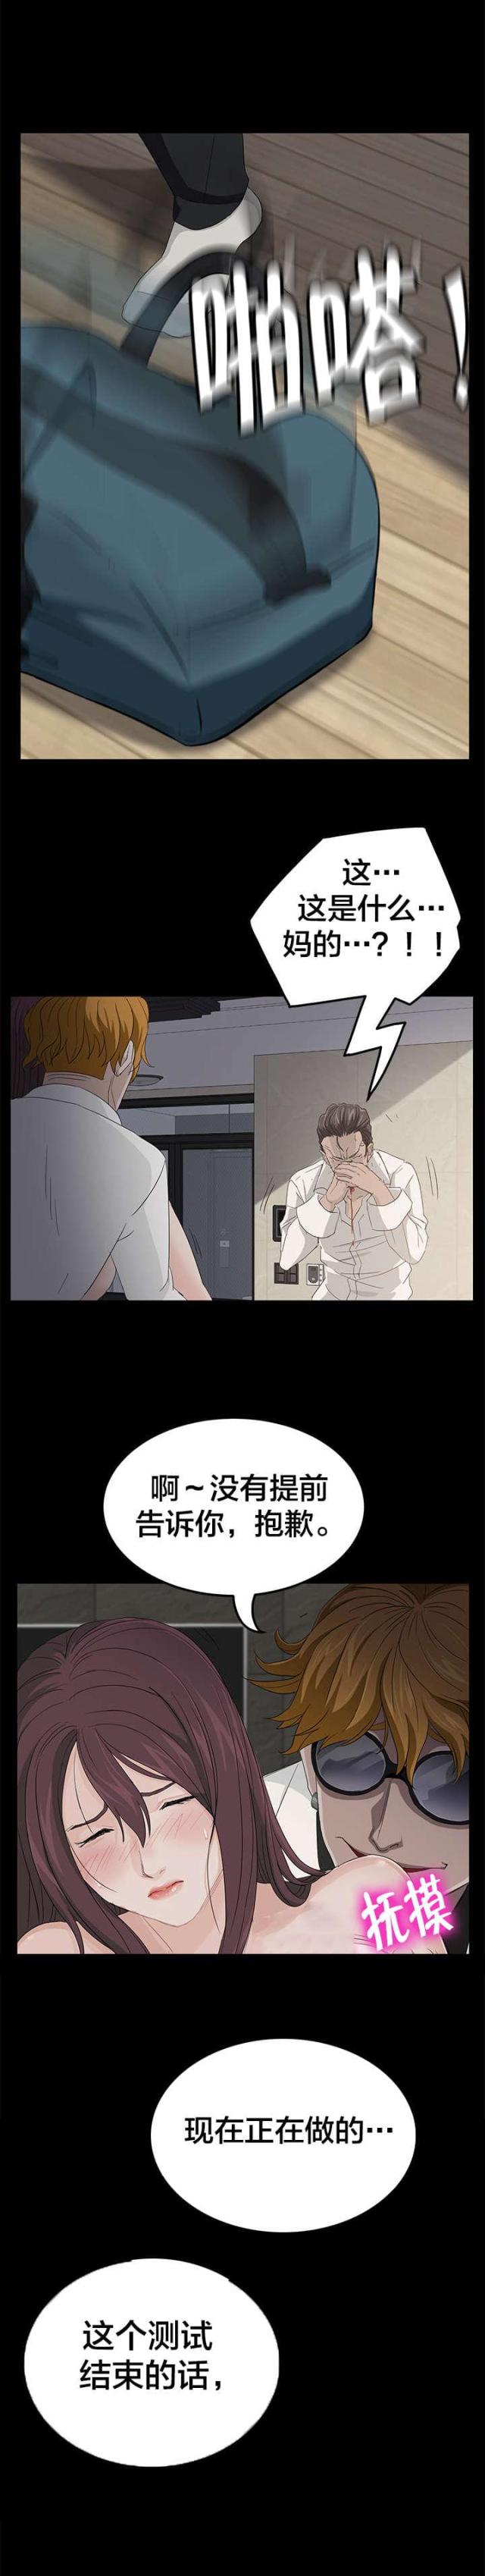 啪嗒！
这…
这是什么…
妈的…？！！
啊～没有提前
告诉你，抱歉。
抚摸
现在正在做的…
这个测试
结束的话，